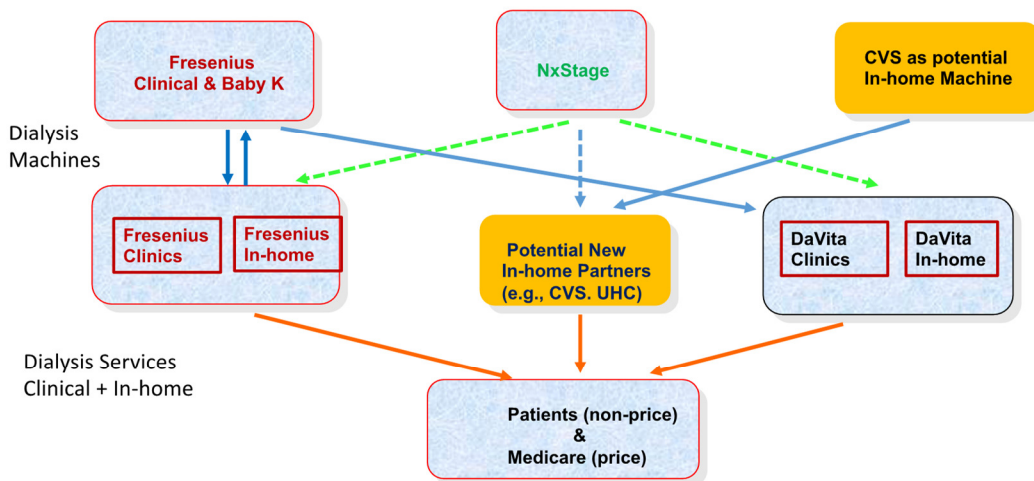 Fresenius
Clinical & Baby K
NxStage
CVS as potential
In-home Machine
Dialysis
Machines
Fresenius
Clinics
Fresenius
In-home
Potential New
In-home Partners
(e.g., CVS. UHC)
DaVita
Clinics
DaVita
In-home
Dialysis Services
Clinical + In-home
Patients (non-price)
&
Medicare (price)